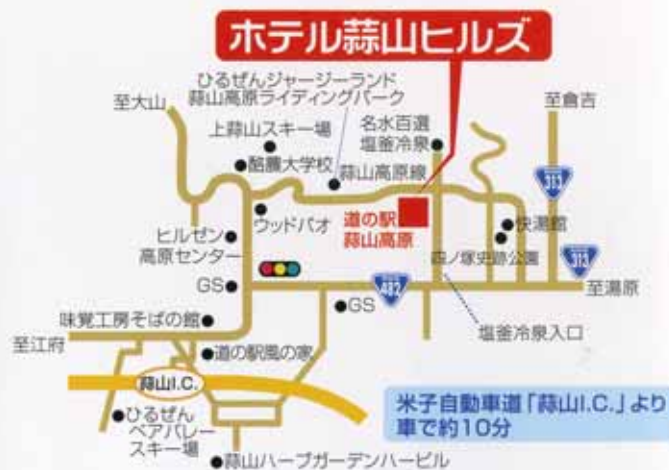 ホテル蒜山ヒルズ
ひるぜんジャージーランド
蒜山高原ライディングパーク
至大山
上蒜山スキー場
名水百選
塩釜冷泉
至倉吉
酪農大学校
蒜山高原線
313
ウッドパオ
道の駅
蒜山高原
快湯館
ヒルゼン
高原センター
四ノ塚史跡公園
313
GS
482
至湯原
GS
味覚工房そばの館
塩釜冷泉入口
至江府
道の駅風の家
蒜山I.C.
米子自動車道「蒜山I.C.」より
車で約10分
ひるぜん
ベアバレー
スキー場
蒜山ハーブガーデンハービル